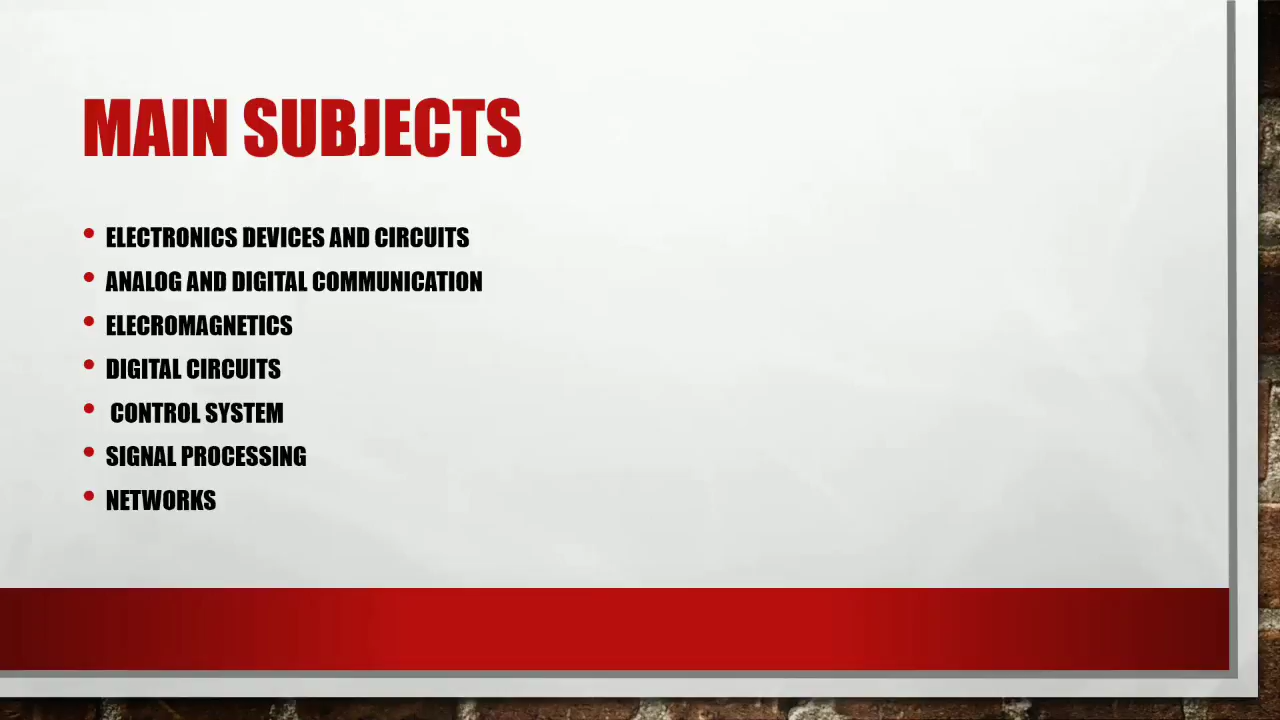 MAIN SUBJECTS
• ELECTRONICS DEVICES AND CIRCUITS
• ANALOG AND DIGITAL COMMUNICATION
• ELECROMAGNETICS
• DIGITAL CIRCUITS
• CONTROL SYSTEM
• SIGNAL PROCESSING
• NETWORKS